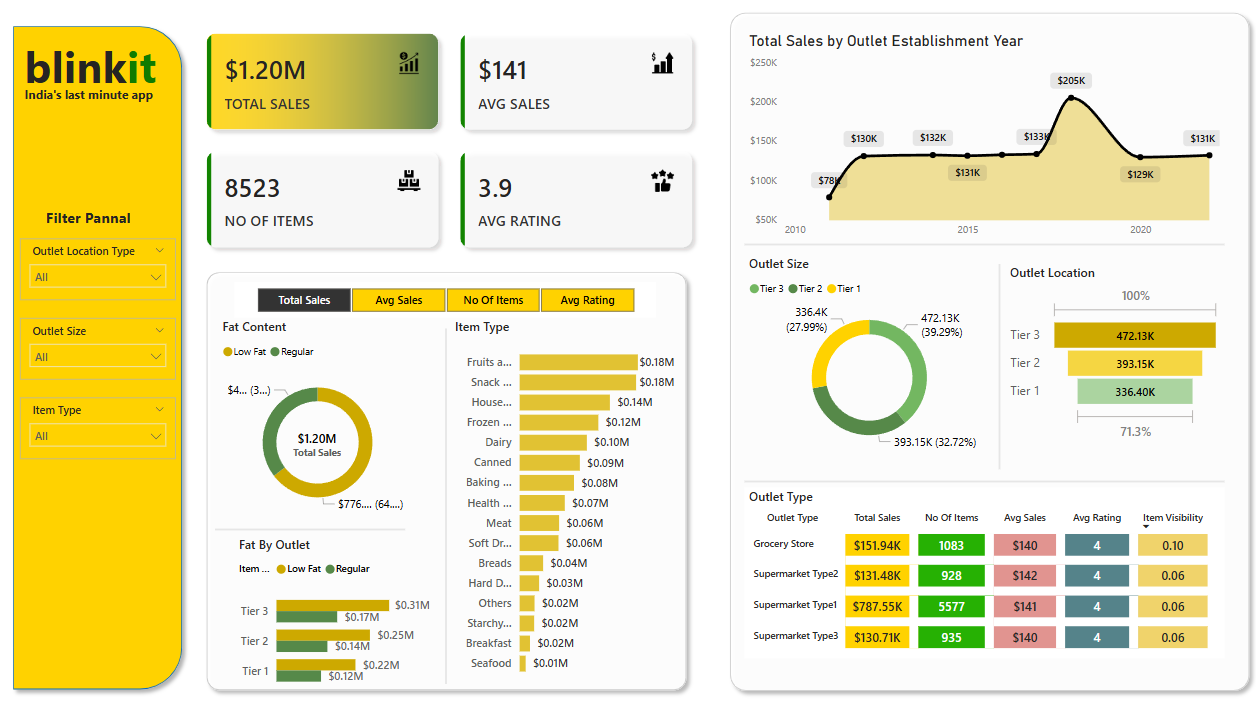 blinkit
India's last minute app
Filter Pannal
Outlet Location Type
All
Outlet Size
All
Item Type
All
$1.20M
TOTAL SALES
$141
AVG SALES
8523
NO OF ITEMS
3.9
AVG RATING
Total Sales
Avg Sales
No Of Items
Avg Rating
Fat Content
Low Fat
Regular
$4... (3...)
$1.20M
Total Sales
$776.... (64....)
Fat By Outlet
Item ...
Low Fat
Regular
Tier 3
$0.31M
$0.17M
Tier 2
$0.25M
$0.14M
Tier 1
$0.22M
$0.12M
Item Type
Fruits a... $0.18M
Snack ... $0.18M
House... $0.14M
Frozen ... $0.12M
Dairy $0.10M
Canned $0.09M
Baking ... $0.08M
Health ... $0.07M
Meat $0.06M
Soft Dr... $0.06M
Breads $0.04M
Hard D... $0.03M
Others $0.02M
Starchy... $0.02M
Breakfast $0.02M
Seafood $0.01M
Total Sales by Outlet Establishment Year
$250K
$200K
$150K
$100K
$50K
$78K
$130K
$132K
$131K
$133K
$205K
$129K
$131K
2010
2015
2020
Outlet Size
Tier 3
Tier 2
Tier 1
336.4K
(27.99%)
472.13K
(39.29%)
393.15K (32.72%)
Outlet Location
100%
Tier 3 472.13K
Tier 2 393.15K
Tier 1 336.40K
71.3%
Outlet Type
Outlet Type Total Sales No Of Items Avg Sales Avg Rating Item Visibility
Grocery Store $151.94K 1083 $140 4 0.10
Supermarket Type2 $131.48K 928 $142 4 0.06
Supermarket Type1 $787.55K 5577 $141 4 0.06
Supermarket Type3 $130.71K 935 $140 4 0.06